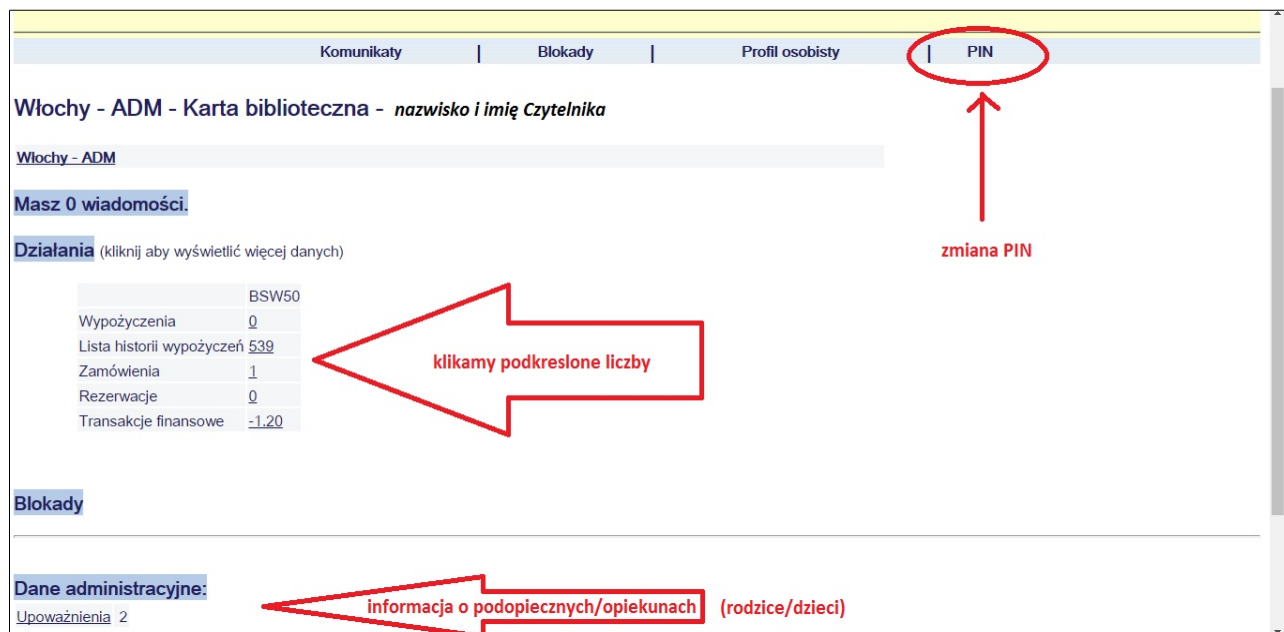 Komunikaty | Blokady | Profil osobisty | PIN
Włochy - ADM - Karta biblioteczna - nazwisko i imię Czytelnika
Włochy - ADM
Masz 0 wiadomości.
Działania (kliknij aby wyświetlić więcej danych)
zmiana PIN
BSW50
Wypożyczenia 0
Lista historii wypożyczeń 539
klikamy podkreslone liczby
Zamówienia 1
Rezerwacje 0
Transakcje finansowe -1.20
Blokady
Dane administracyjne:
informacja o podopiecznych/opiekunach (rodzice/dzieci)
Upoważnienia 2